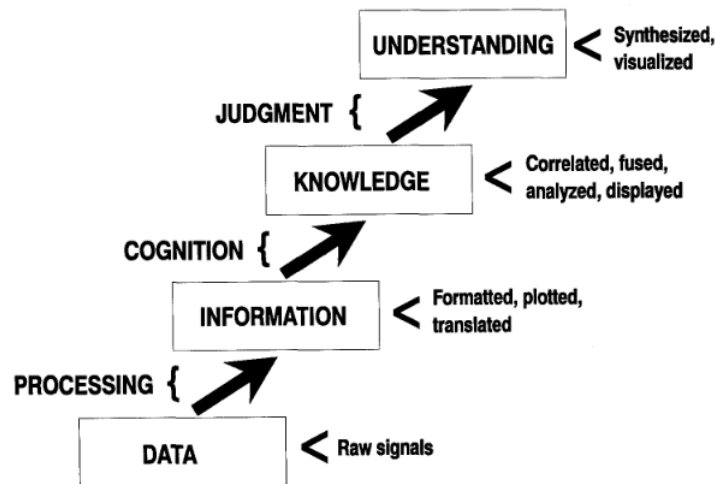 UNDERSTANDING
Synthesized,
visualized
JUDGMENT {
KNOWLEDGE
Correlated, fused,
analyzed, displayed
COGNITION {
INFORMATION
Formatted, plotted,
translated
PROCESSING {
DATA
Raw signals